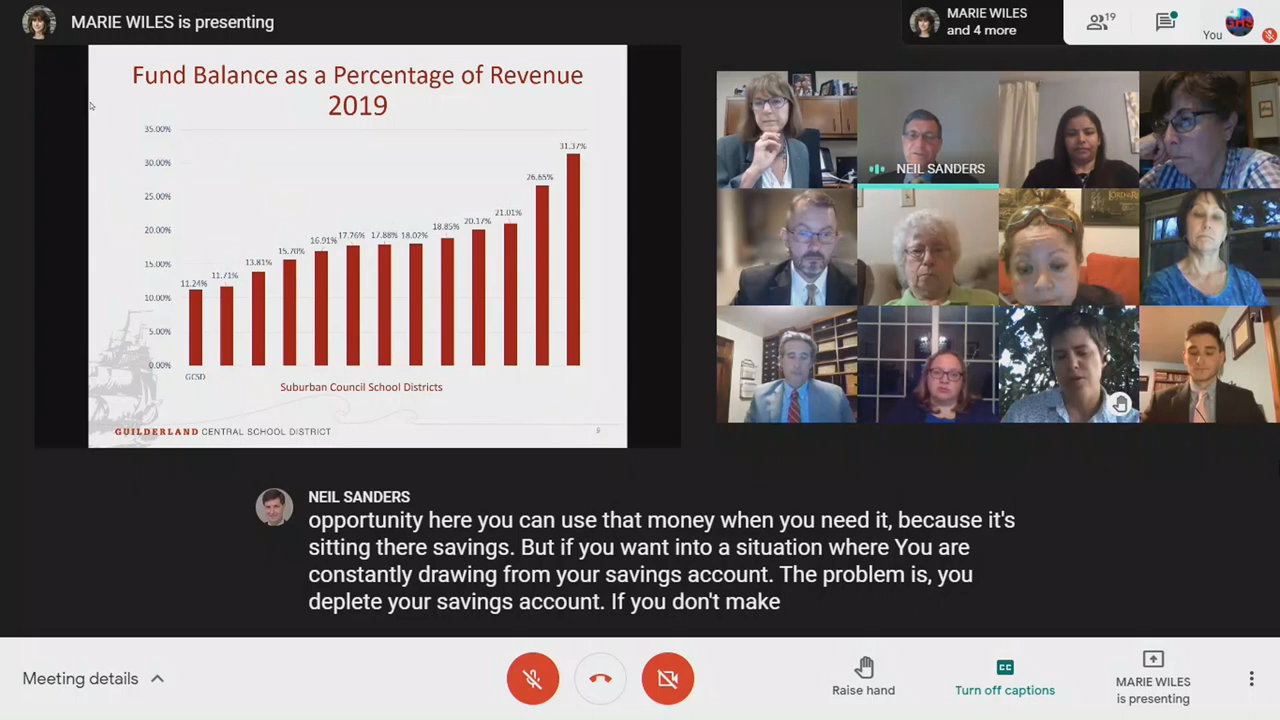 MARIE WILES is presenting
MARIE WILES
and 4 more
19
You
GHS
Fund Balance as a Percentage of Revenue
2019
35.00%
30.00%
25.00%
20.00%
15.00%
10.00%
5.00%
0.00%
11.24%
11.71%
13.81%
15.70%
16.91%
17.76%
17.88%
18.02%
18.85%
20.17%
21.01%
26.65%
31.37%
GCSD
Suburban Council School Districts
GUILDERLAND CENTRAL SCHOOL DISTRICT
NEIL SANDERS
NEIL SANDERS
opportunity here you can use that money when you need it, because it's
sitting there savings. But if you want into a situation where You are
constantly drawing from your savings account. The problem is, you
deplete your savings account. If you don't make
Meeting details
Raise hand
CC
Turn off captions
MARIE WILES
is presenting